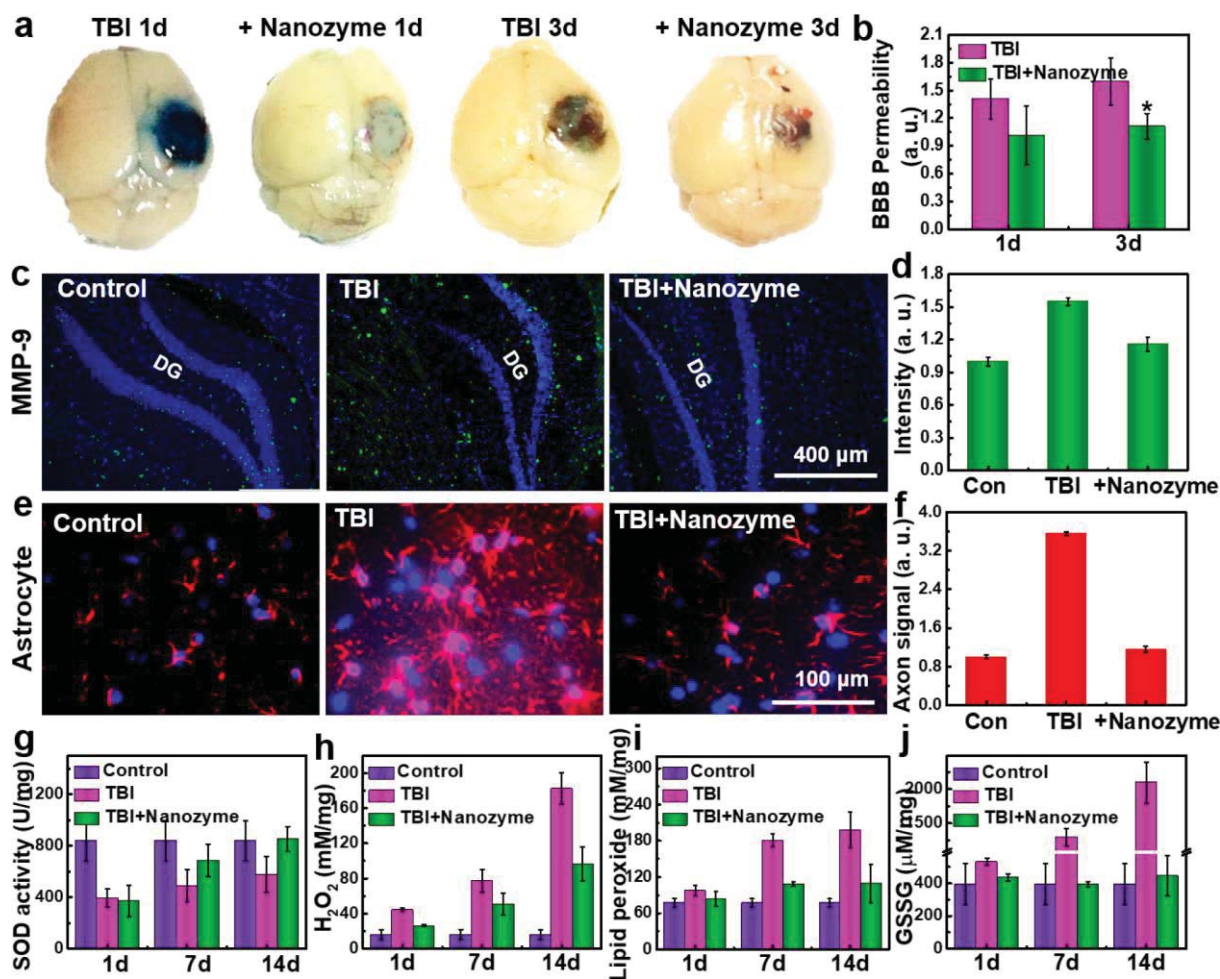 a
TBI 1d
+ Nanozyme 1d
TBI 3d
+ Nanozyme 3d
b
BBB Permeability
(a. u.)
2.1
1.8
1.5
1.2
0.9
0.6
0.3
0.0
TBI
TBI+Nanozyme
*
1d
3d
c
MMP-9
Control
DG
TBI
DG
TBI+Nanozyme
DG
400 µm
d
Intensity (a. u.)
1.8
1.5
1.2
0.9
0.6
0.3
0.0
Con
TBI
+Nanozyme
e
Astrocyte
Control
TBI
TBI+Nanozyme
100 µm
f
Axon signal (a. u.)
4.0
3.2
2.4
1.6
0.8
0.0
Con
TBI
+Nanozyme
g
SOD activity (U/mg)
1200
800
400
0
Control
TBI
TBI+Nanozyme
1d
7d
14d
h
H2O2 (mM/mg)
200
160
120
80
40
0
Control
TBI
TBI+Nanozyme
1d
7d
14d
i
Lipid peroxide (mM/mg)
300
240
180
120
60
0
Control
TBI
TBI+Nanozyme
1d
7d
14d
j
GSSG (µM/mg)
2000
1500
400
200
0
Control
TBI
TBI+Nanozyme
1d
7d
14d